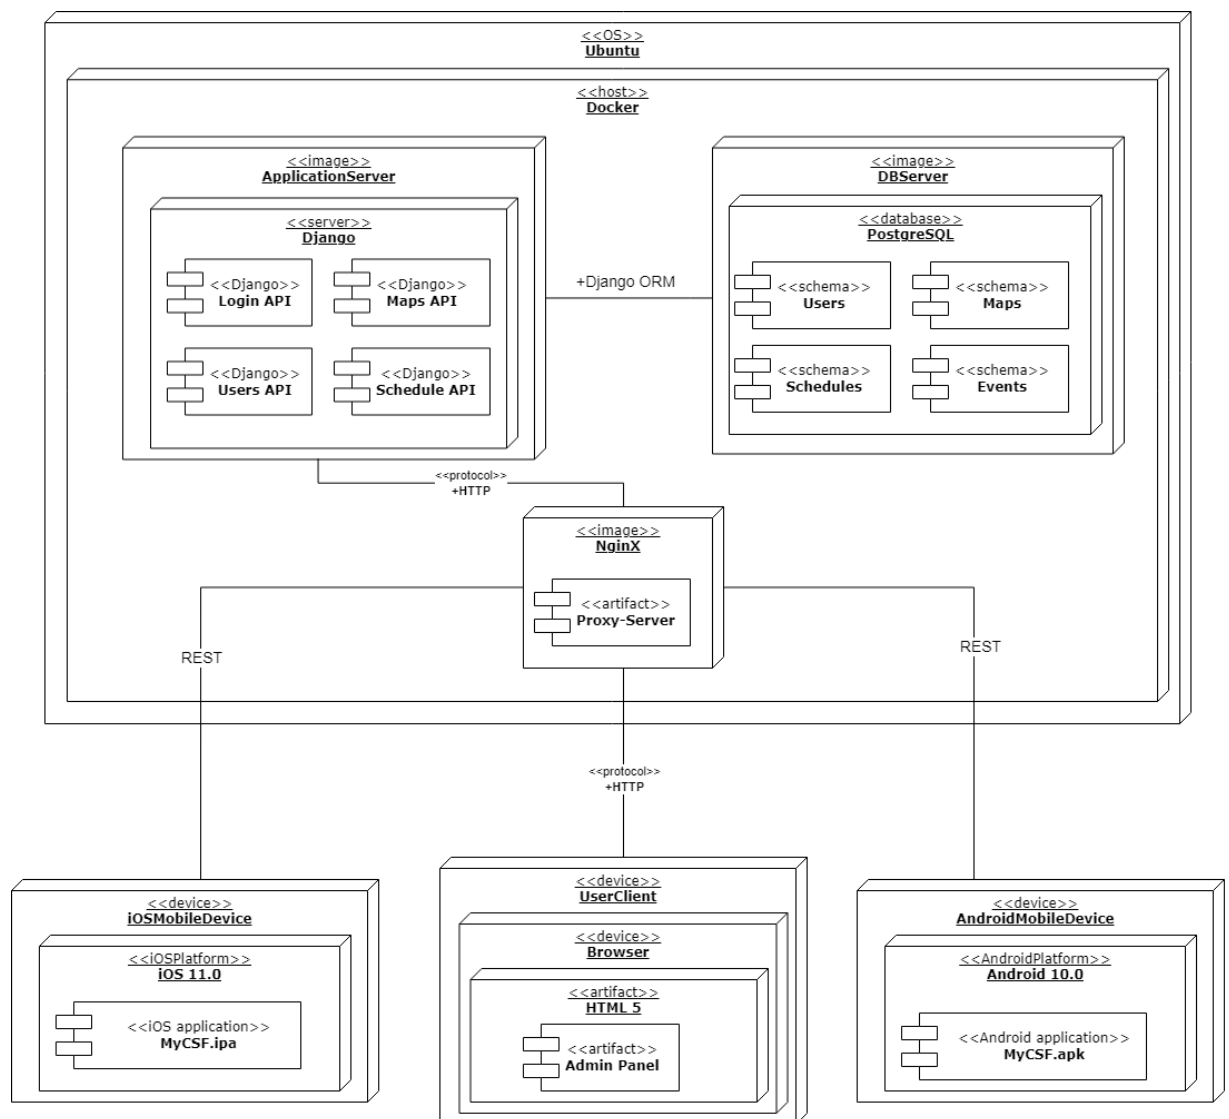 <<OS>>
Ubuntu
<<host>>
Docker
<<image>>
ApplicationServer
<<server>>
Django
<<Django>>
Login API
<<Django>>
Maps API
<<Django>>
Users API
<<Django>>
Schedule API
+Django ORM
<<image>>
DBServer
<<database>>
PostgreSQL
<<schema>>
Users
<<schema>>
Maps
<<schema>>
Schedules
<<schema>>
Events
<<protocol>>
+HTTP
<<image>>
NginX
<<artifact>>
Proxy-Server
REST
REST
<<protocol>>
+HTTP
<<device>>
iOSMobileDevice
<<iOSPlatform>>
iOS 11.0
<<iOS application>>
MyCSF.ipa
<<device>>
UserClient
<<device>>
Browser
<<artifact>>
HTML 5
<<artifact>>
Admin Panel
<<device>>
AndroidMobileDevice
<<AndroidPlatform>>
Android 10.0
<<Android application>>
MyCSF.apk